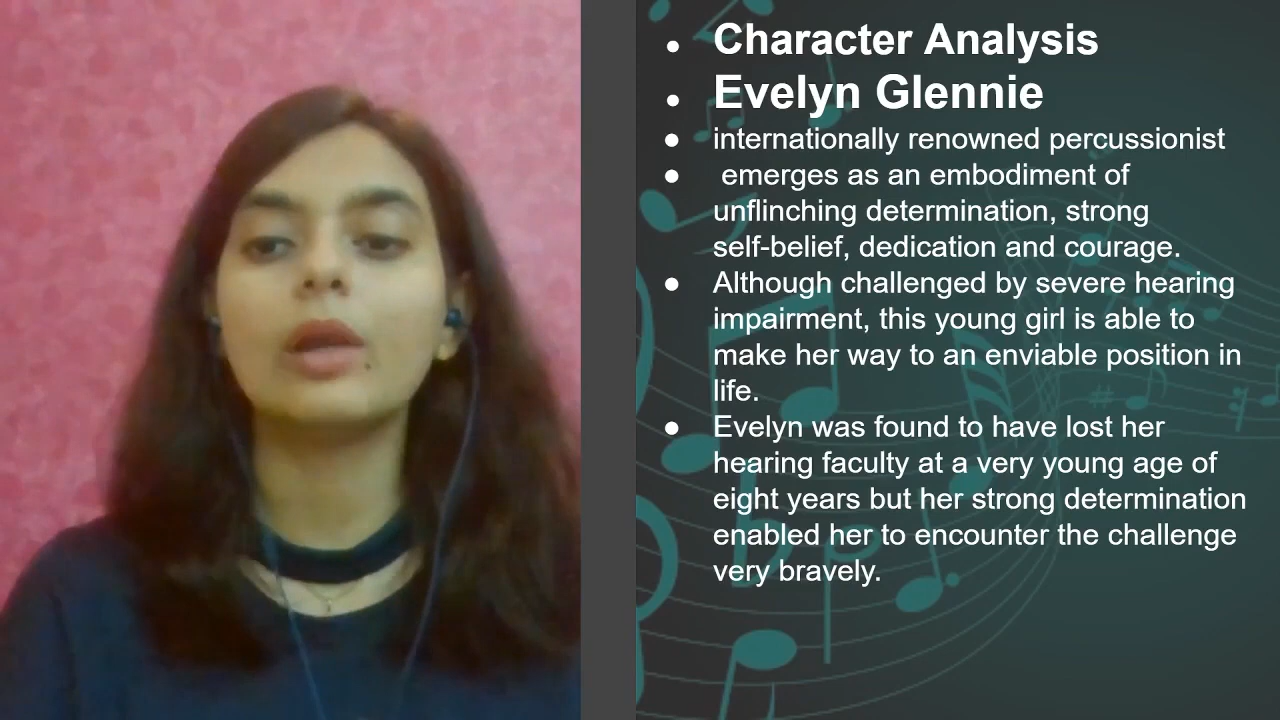 Character Analysis
Evelyn Glennie
internationally renowned percussionist
emerges as an embodiment of
unflinching determination, strong
self-belief, dedication and courage.
Although challenged by severe hearing
impairment, this young girl is able to
make her way to an enviable position in
life.
Evelyn was found to have lost her
hearing faculty at a very young age of
eight years but her strong determination
enabled her to encounter the challenge
very bravely.